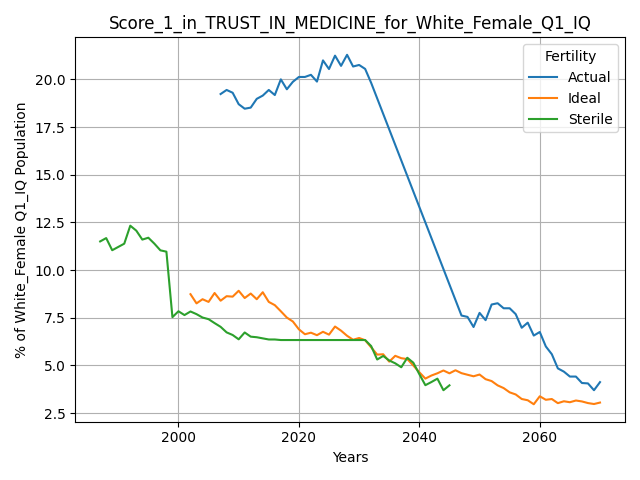 Score_1_in_TRUST_IN_MEDICINE_for_White_Female_Q1_IQ
Fertility
Actual
Ideal
Sterile
% of White_Female Q1_IQ Population
20.0
17.5
15.0
12.5
10.0
7.5
5.0
2.5
2000
2020
2040
2060
Years